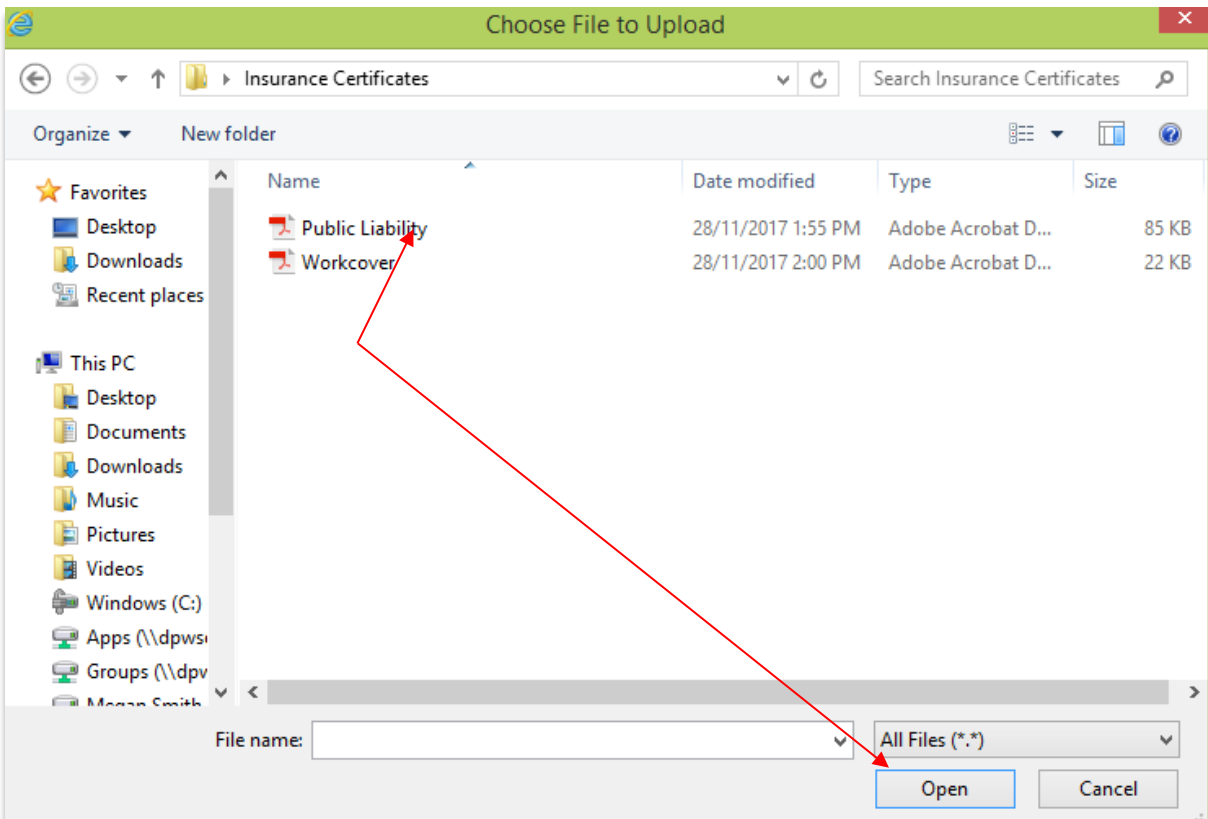 Choose File to Upload
Insurance Certificates
Search Insurance Certificates
Organize
New folder
Name
Date modified
Type
Size
Favorites
Desktop
Downloads
Recent places
This PC
Desktop
Documents
Downloads
Music
Pictures
Videos
Windows (C:)
Apps (\\dpws
Groups (\\dpv
Megan Smith
Public Liability 28/11/2017 1:55 PM Adobe Acrobat D... 85 KB
Workcover 28/11/2017 2:00 PM Adobe Acrobat D... 22 KB
File name:
All Files (*.*)
Open
Cancel